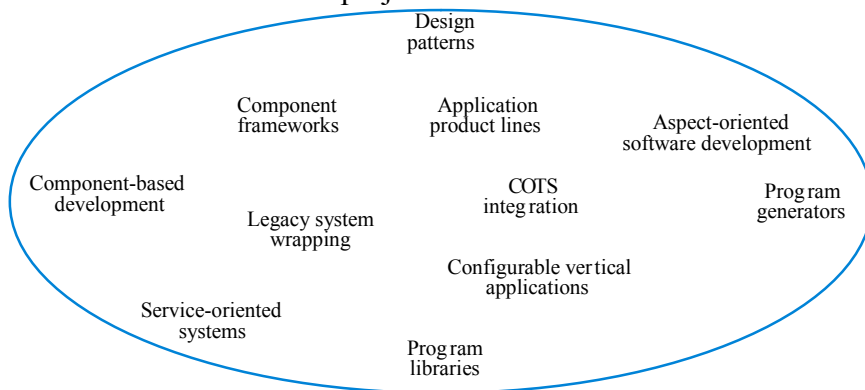 Design
patterns
Component
frameworks
Application
product lines
Aspect-oriented
software development
Component-based
development
COTS
integration
Program
generators
Legacy system
wrapping
Configurable vertical
applications
Service-oriented
systems
Program
libraries